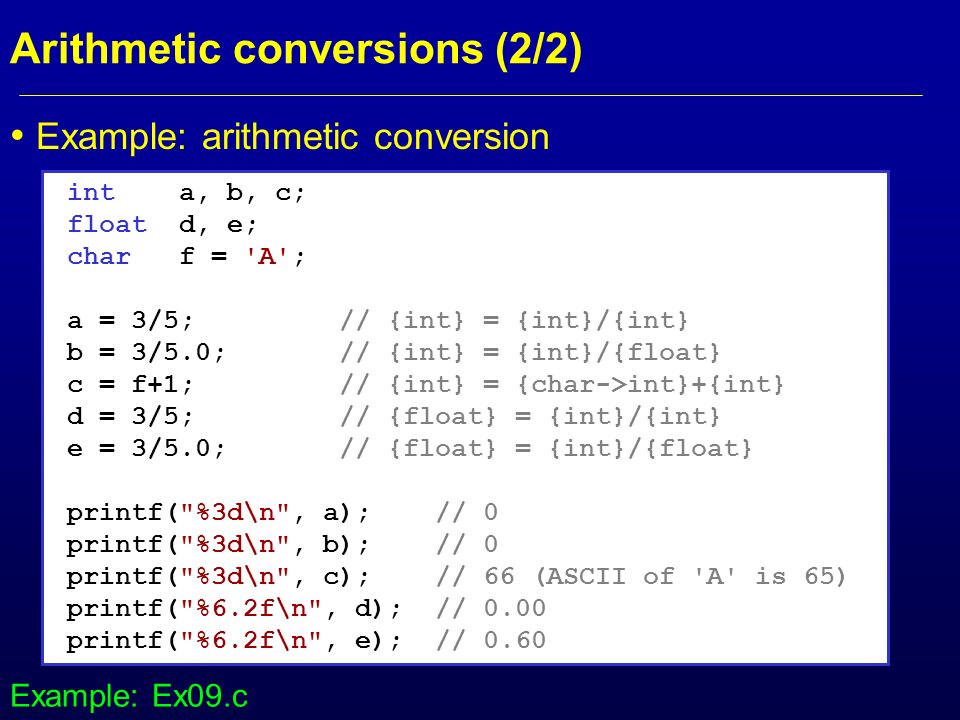 Arithmetic conversions (2/2)
• Example: arithmetic conversion
int    a, b, c;
float  d, e;
char   f = 'A';
a = 3/5;         // {int} = {int}/{int}
b = 3/5.0;       // {int} = {int}/{float}
c = f+1;         // {int} = {char->int}+{int}
d = 3/5;         // {float} = {int}/{int}
e = 3/5.0;       // {float} = {int}/{float}
printf("%3d\n", a);    // 0
printf("%3d\n", b);    // 0
printf("%3d\n", c);    // 66 (ASCII of 'A' is 65)
printf("%6.2f\n", d);  // 0.00
printf("%6.2f\n", e);  // 0.60
Example: Ex09.c